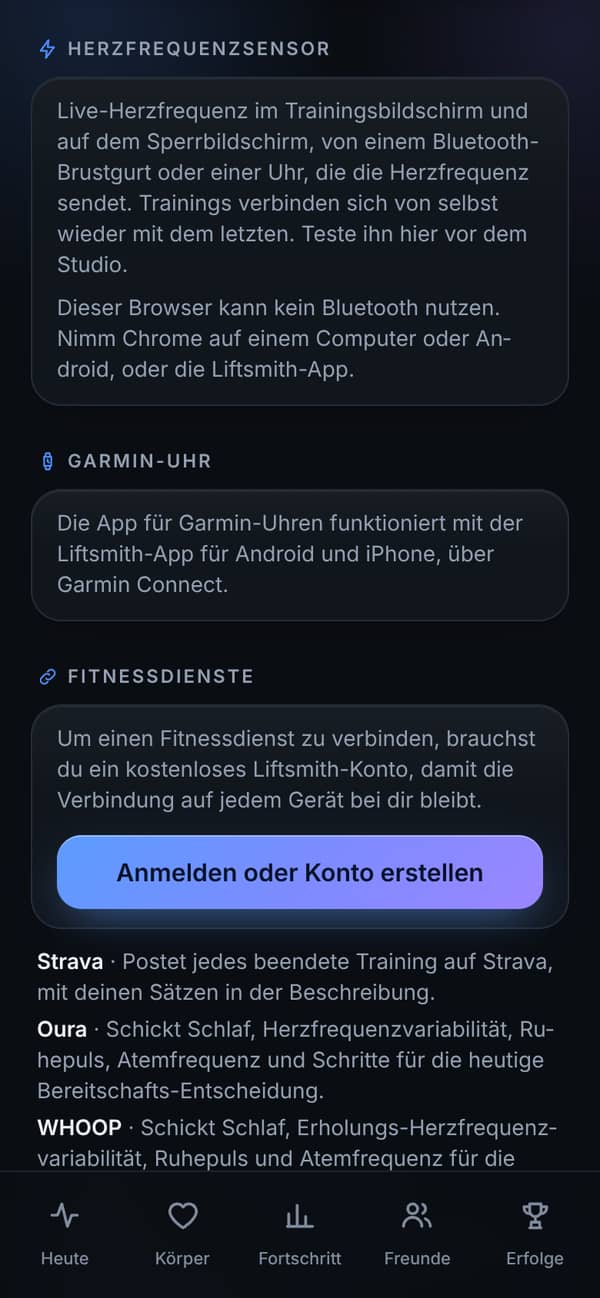 HERZFREQUENZSENSOR
Live-Herzfrequenz im Trainingsbildschirm und
auf dem Sperrbildschirm, von einem Bluetooth-
Brustgurt oder einer Uhr, die die Herzfrequenz
sendet. Trainings verbinden sich von selbst
wieder mit dem letzten. Teste ihn hier vor dem
Studio.
Dieser Browser kann kein Bluetooth nutzen.
Nimm Chrome auf einem Computer oder An-
droid, oder die Liftsmith-App.
GARMIN-UHR
Die App für Garmin-Uhren funktioniert mit der
Liftsmith-App für Android und iPhone, über
Garmin Connect.
FITNESSDIENSTE
Um einen Fitnessdienst zu verbinden, brauchst
du ein kostenloses Liftsmith-Konto, damit die
Verbindung auf jedem Gerät bei dir bleibt.
Anmelden oder Konto erstellen
Strava · Postet jedes beendete Training auf Strava,
mit deinen Sätzen in der Beschreibung.
Oura · Schickt Schlaf, Herzfrequenzvariabilität, Ru-
hepuls, Atemfrequenz und Schritte für die heutige
Bereitschafts-Entscheidung.
WHOOP · Schickt Schlaf, Erholungs-Herzfrequenz-
variabilität, Ruhepuls und Atemfrequenz für die
Heute Körper Fortschritt Freunde Erfolge